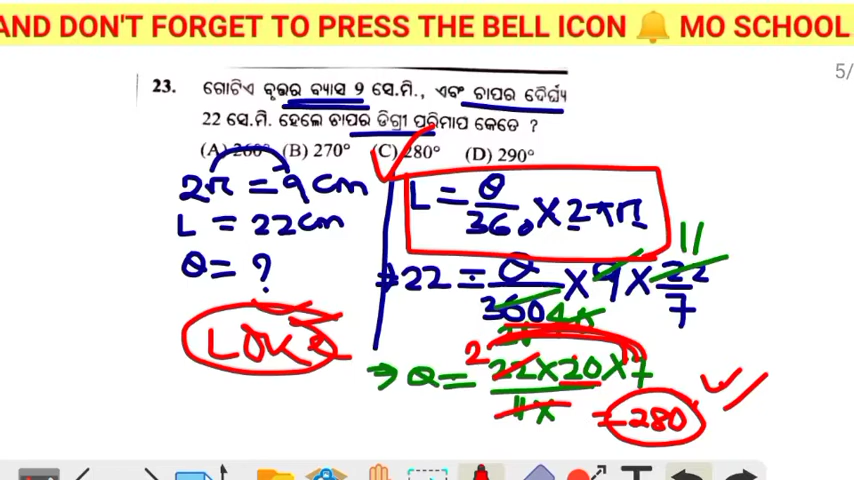 AND DON'T FORGET TO PRESS THE BELL ICON 🔔 MO SCHOOL
5/
23. ଗୋଟିଏ ବୃତ୍ତର ବ୍ୟାସ 9 ସେ.ମି., ଏବଂ ଚାପର ଦୈର୍ଘ୍ୟ
22 ସେ.ମି. ହେଲେ ଚାପର ଡିଗ୍ରୀ ପରିମାପ କେତେ ?
(A) 260° (B) 270° (C) 280° (D) 290°
2r = 9 cm
L = 22 cm
θ = ?
L = θ/360 × 2πr
⇒ 22 = θ/360 × 9 × 22/7
11
2
⇒ θ = 22 × 20 × 7
= 280